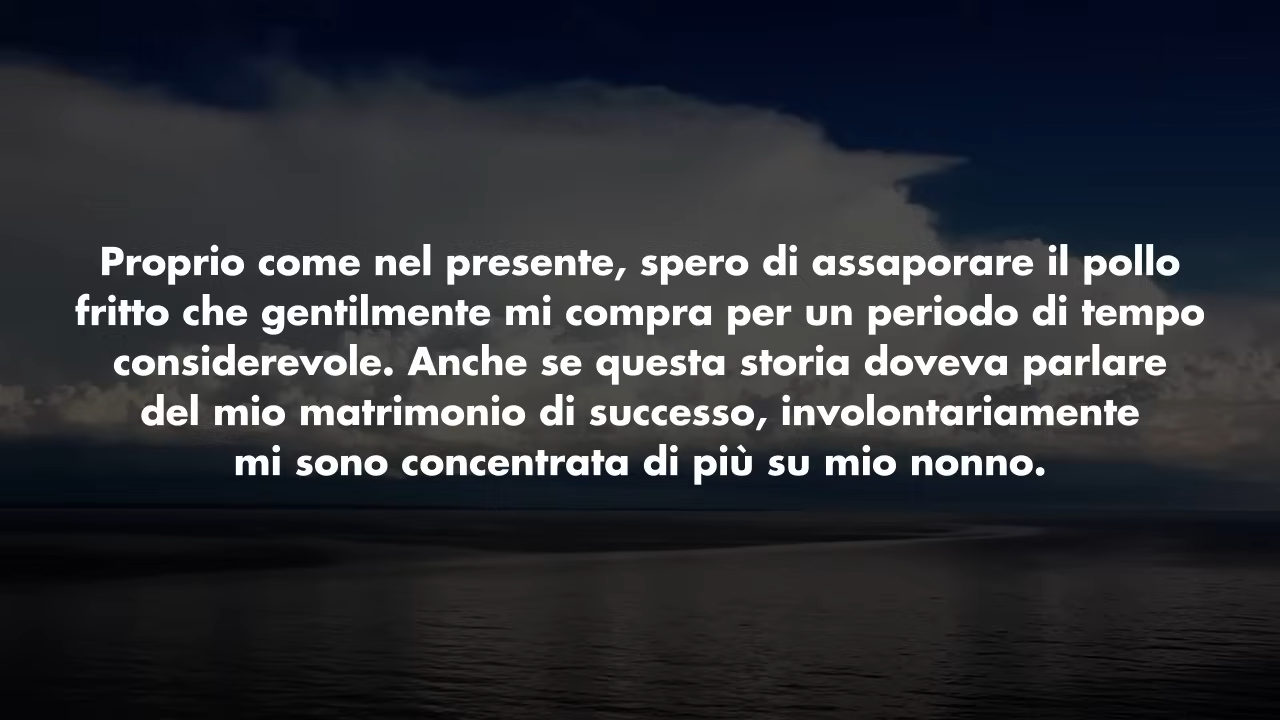 Proprio come nel presente, spero di assaporare il pollo
fritto che gentilmente mi compra per un periodo di tempo
considerevole. Anche se questa storia doveva parlare
del mio matrimonio di successo, involontariamente
mi sono concentrata di più su mio nonno.